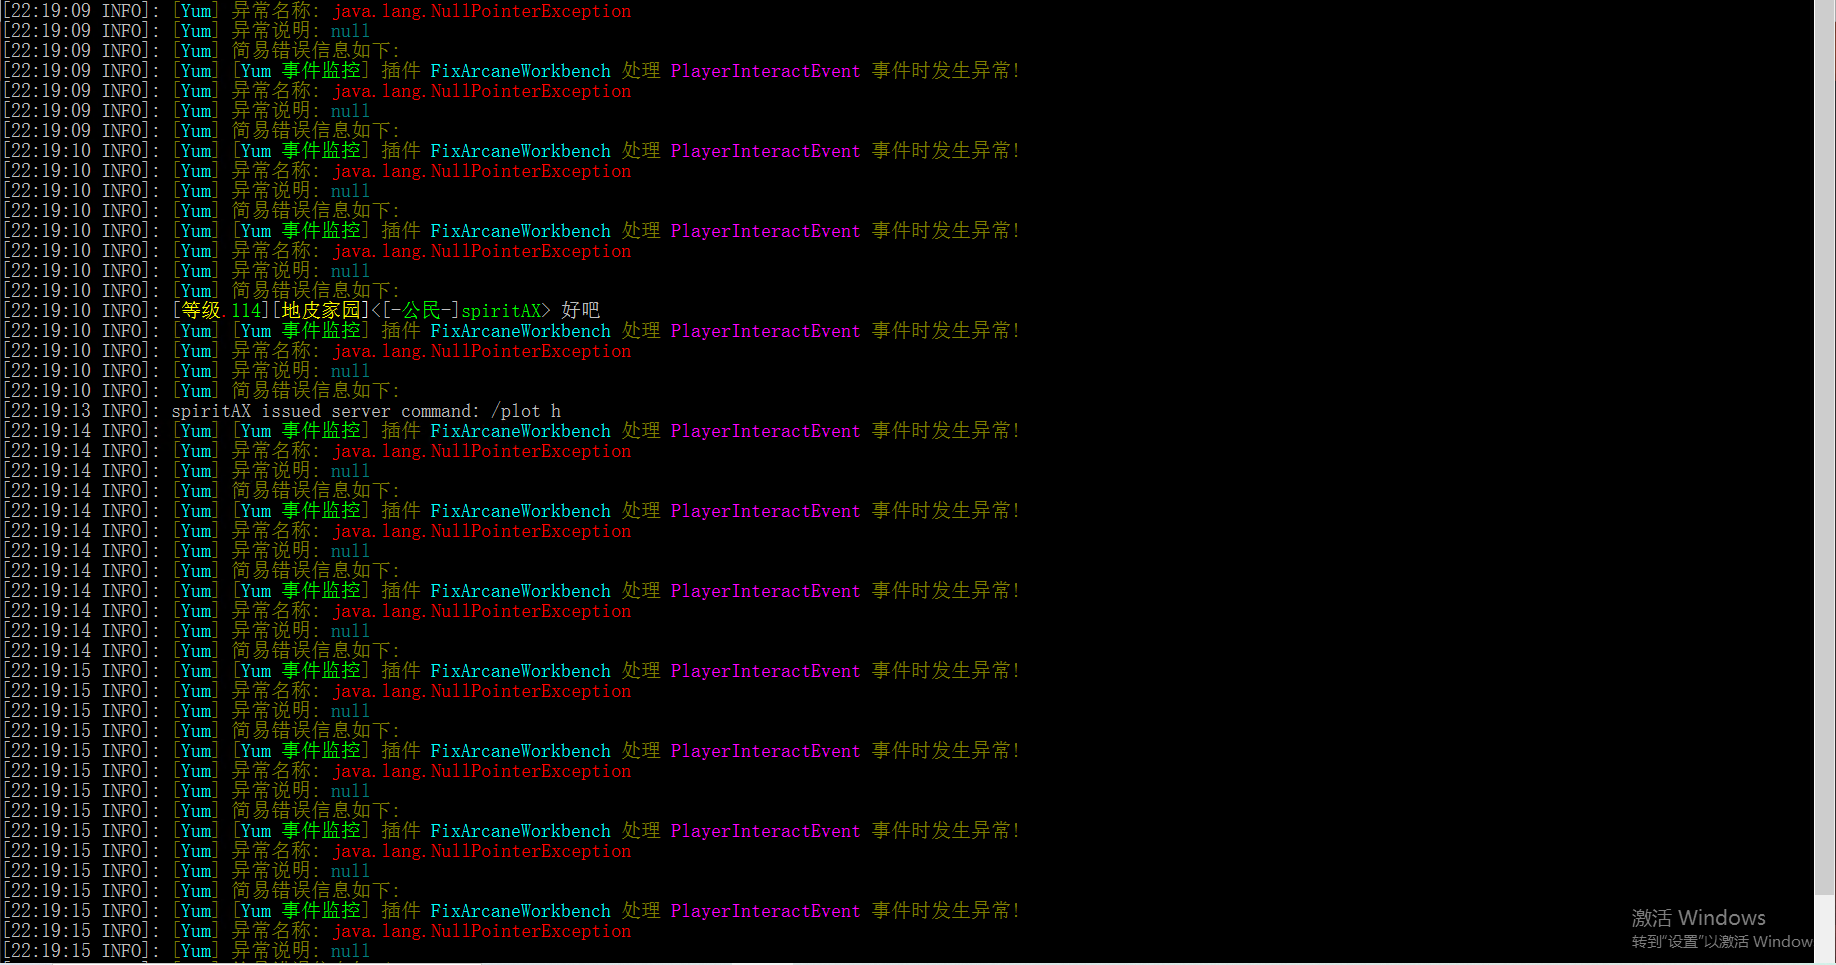 [22:19:09 INFO]: [Yum] 异常名称: java.lang.NullPointerException
[22:19:09 INFO]: [Yum] 异常说明: null
[22:19:09 INFO]: [Yum] 简易错误信息如下:
[22:19:09 INFO]: [Yum] [Yum 事件监控] 插件 FixArcaneWorkbench 处理 PlayerInteractEvent 事件时发生异常!
[22:19:09 INFO]: [Yum] 异常名称: java.lang.NullPointerException
[22:19:09 INFO]: [Yum] 异常说明: null
[22:19:09 INFO]: [Yum] 简易错误信息如下:
[22:19:10 INFO]: [Yum] [Yum 事件监控] 插件 FixArcaneWorkbench 处理 PlayerInteractEvent 事件时发生异常!
[22:19:10 INFO]: [Yum] 异常名称: java.lang.NullPointerException
[22:19:10 INFO]: [Yum] 异常说明: null
[22:19:10 INFO]: [Yum] 简易错误信息如下:
[22:19:10 INFO]: [Yum] [Yum 事件监控] 插件 FixArcaneWorkbench 处理 PlayerInteractEvent 事件时发生异常!
[22:19:10 INFO]: [Yum] 异常名称: java.lang.NullPointerException
[22:19:10 INFO]: [Yum] 异常说明: null
[22:19:10 INFO]: [Yum] 简易错误信息如下:
[22:19:10 INFO]: [等级.114][地皮家园]<[-公民-]spiritAX> 好吧
[22:19:10 INFO]: [Yum] [Yum 事件监控] 插件 FixArcaneWorkbench 处理 PlayerInteractEvent 事件时发生异常!
[22:19:10 INFO]: [Yum] 异常名称: java.lang.NullPointerException
[22:19:10 INFO]: [Yum] 异常说明: null
[22:19:10 INFO]: [Yum] 简易错误信息如下:
[22:19:13 INFO]: spiritAX issued server command: /plot h
[22:19:14 INFO]: [Yum] [Yum 事件监控] 插件 FixArcaneWorkbench 处理 PlayerInteractEvent 事件时发生异常!
[22:19:14 INFO]: [Yum] 异常名称: java.lang.NullPointerException
[22:19:14 INFO]: [Yum] 异常说明: null
[22:19:14 INFO]: [Yum] 简易错误信息如下:
[22:19:14 INFO]: [Yum] [Yum 事件监控] 插件 FixArcaneWorkbench 处理 PlayerInteractEvent 事件时发生异常!
[22:19:14 INFO]: [Yum] 异常名称: java.lang.NullPointerException
[22:19:14 INFO]: [Yum] 异常说明: null
[22:19:14 INFO]: [Yum] 简易错误信息如下:
[22:19:14 INFO]: [Yum] [Yum 事件监控] 插件 FixArcaneWorkbench 处理 PlayerInteractEvent 事件时发生异常!
[22:19:14 INFO]: [Yum] 异常名称: java.lang.NullPointerException
[22:19:14 INFO]: [Yum] 异常说明: null
[22:19:14 INFO]: [Yum] 简易错误信息如下:
[22:19:15 INFO]: [Yum] [Yum 事件监控] 插件 FixArcaneWorkbench 处理 PlayerInteractEvent 事件时发生异常!
[22:19:15 INFO]: [Yum] 异常名称: java.lang.NullPointerException
[22:19:15 INFO]: [Yum] 异常说明: null
[22:19:15 INFO]: [Yum] 简易错误信息如下:
[22:19:15 INFO]: [Yum] [Yum 事件监控] 插件 FixArcaneWorkbench 处理 PlayerInteractEvent 事件时发生异常!
[22:19:15 INFO]: [Yum] 异常名称: java.lang.NullPointerException
[22:19:15 INFO]: [Yum] 异常说明: null
[22:19:15 INFO]: [Yum] 简易错误信息如下:
[22:19:15 INFO]: [Yum] [Yum 事件监控] 插件 FixArcaneWorkbench 处理 PlayerInteractEvent 事件时发生异常!
[22:19:15 INFO]: [Yum] 异常名称: java.lang.NullPointerException
[22:19:15 INFO]: [Yum] 异常说明: null
[22:19:15 INFO]: [Yum] 简易错误信息如下:
[22:19:15 INFO]: [Yum] [Yum 事件监控] 插件 FixArcaneWorkbench 处理 PlayerInteractEvent 事件时发生异常!
[22:19:15 INFO]: [Yum] 异常名称: java.lang.NullPointerException
[22:19:15 INFO]: [Yum] 异常说明: null
激活 Windows
转到“设置”以激活 Window